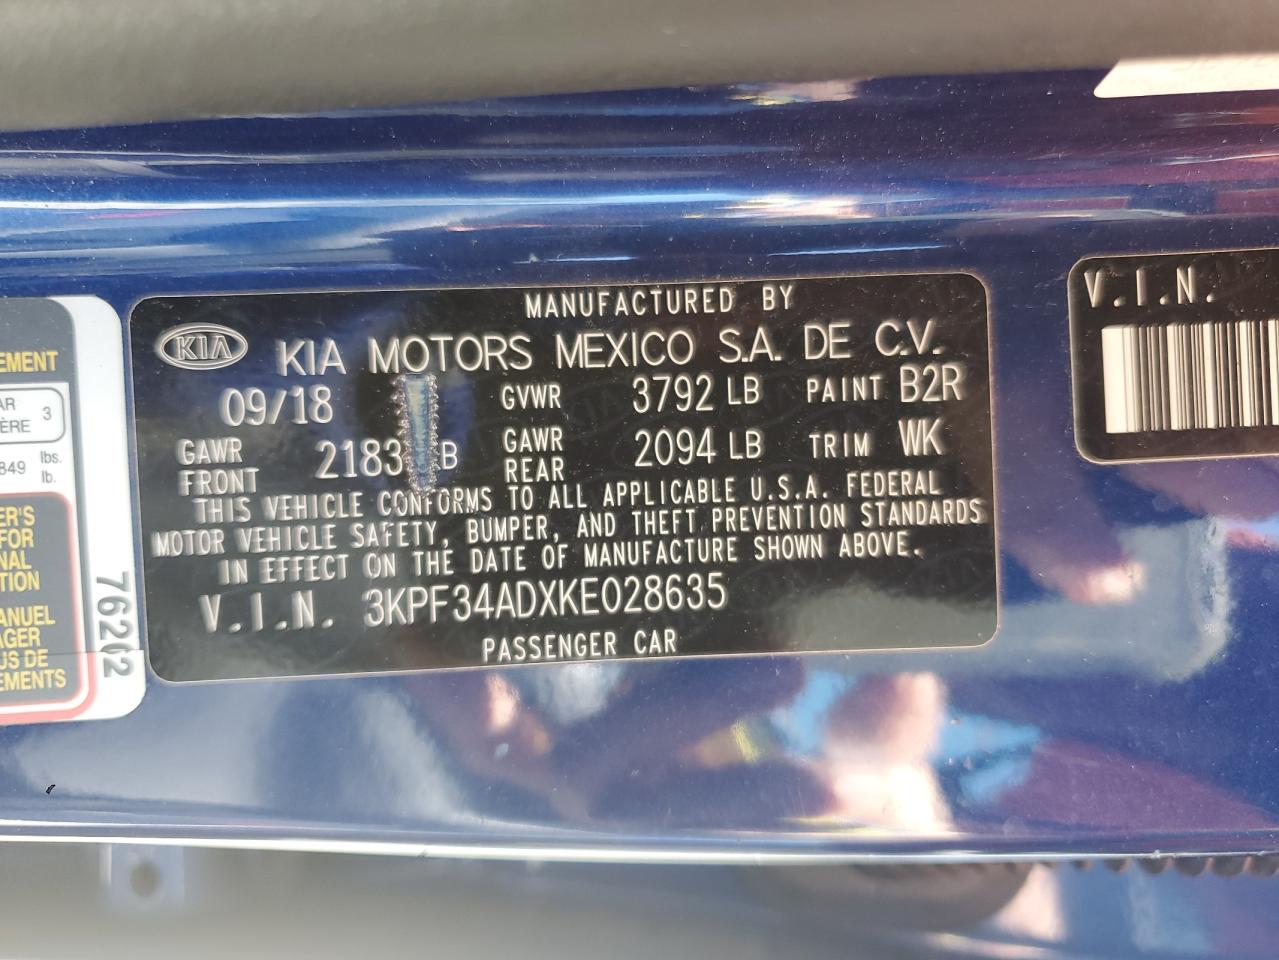 MANUFACTURED BY
KIA KIA MOTORS MEXICO S.A. DE C.V.
09/18 GVWR 3792 LB PAINT B2R
GAWR FRONT 2183 B GAWR REAR 2094 LB TRIM WK
THIS VEHICLE CONFORMS TO ALL APPLICABLE U.S.A. FEDERAL
MOTOR VEHICLE SAFETY, BUMPER, AND THEFT PREVENTION STANDARDS
IN EFFECT ON THE DATE OF MANUFACTURE SHOWN ABOVE.
V.I.N. 3KPF34ADXKE028635
PASSENGER CAR
V.I.N.
EMENT
AR 3
ÈRE
849 lbs.
lb.
ER'S
FOR
NAL
TION
ANUEL
AGER
US DE
EMENTS
76202